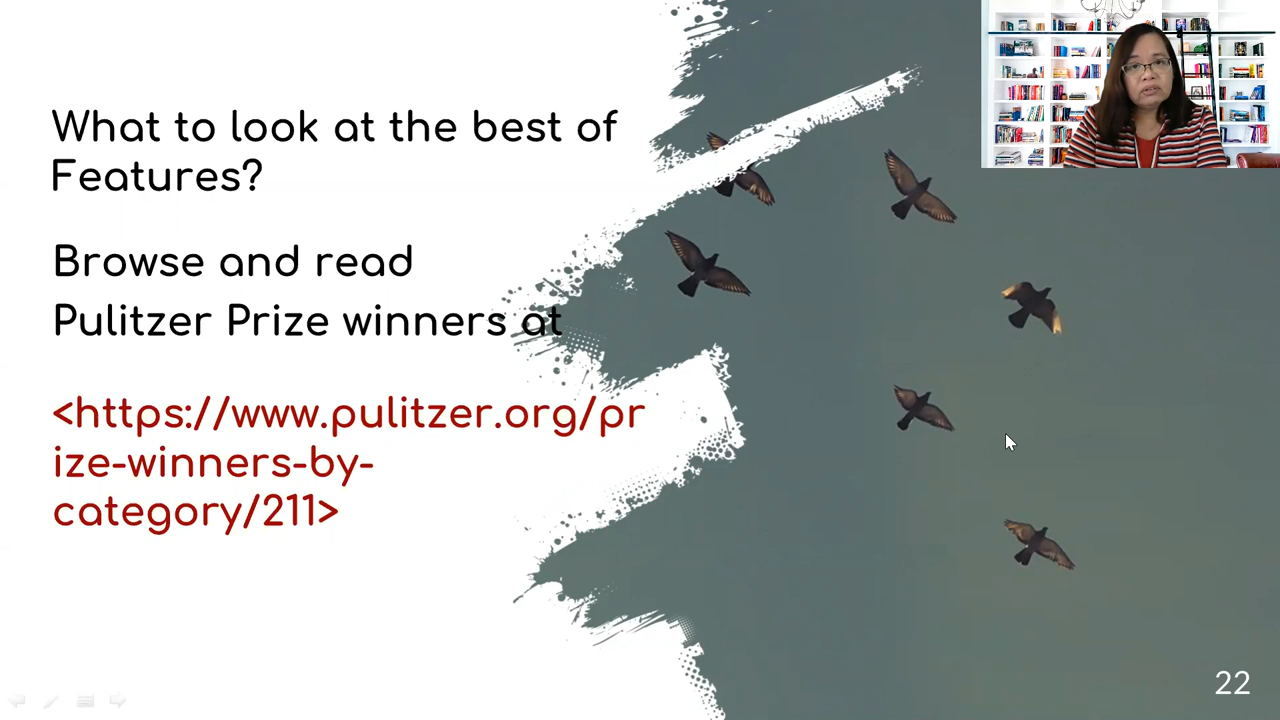 What to look at the best of
Features?
Browse and read
Pulitzer Prize winners at
<https://www.pulitzer.org/pr
ize-winners-by-
category/211>
22